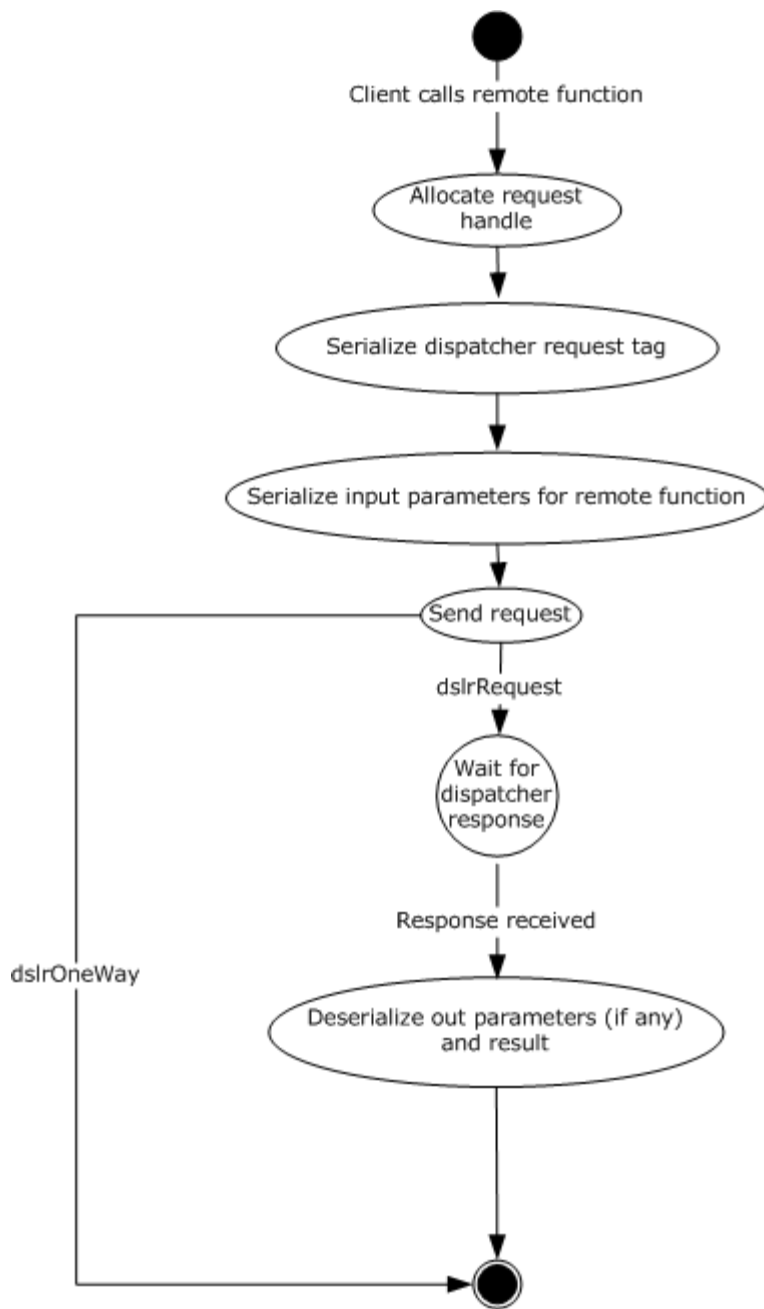 Client calls remote function
Allocate request
handle
Serialize dispatcher request tag
Serialize input parameters for remote function
Send request
dslrRequest
Wait for
dispatcher
response
Response received
dslrOneWay
Deserialize out parameters (if any)
and result